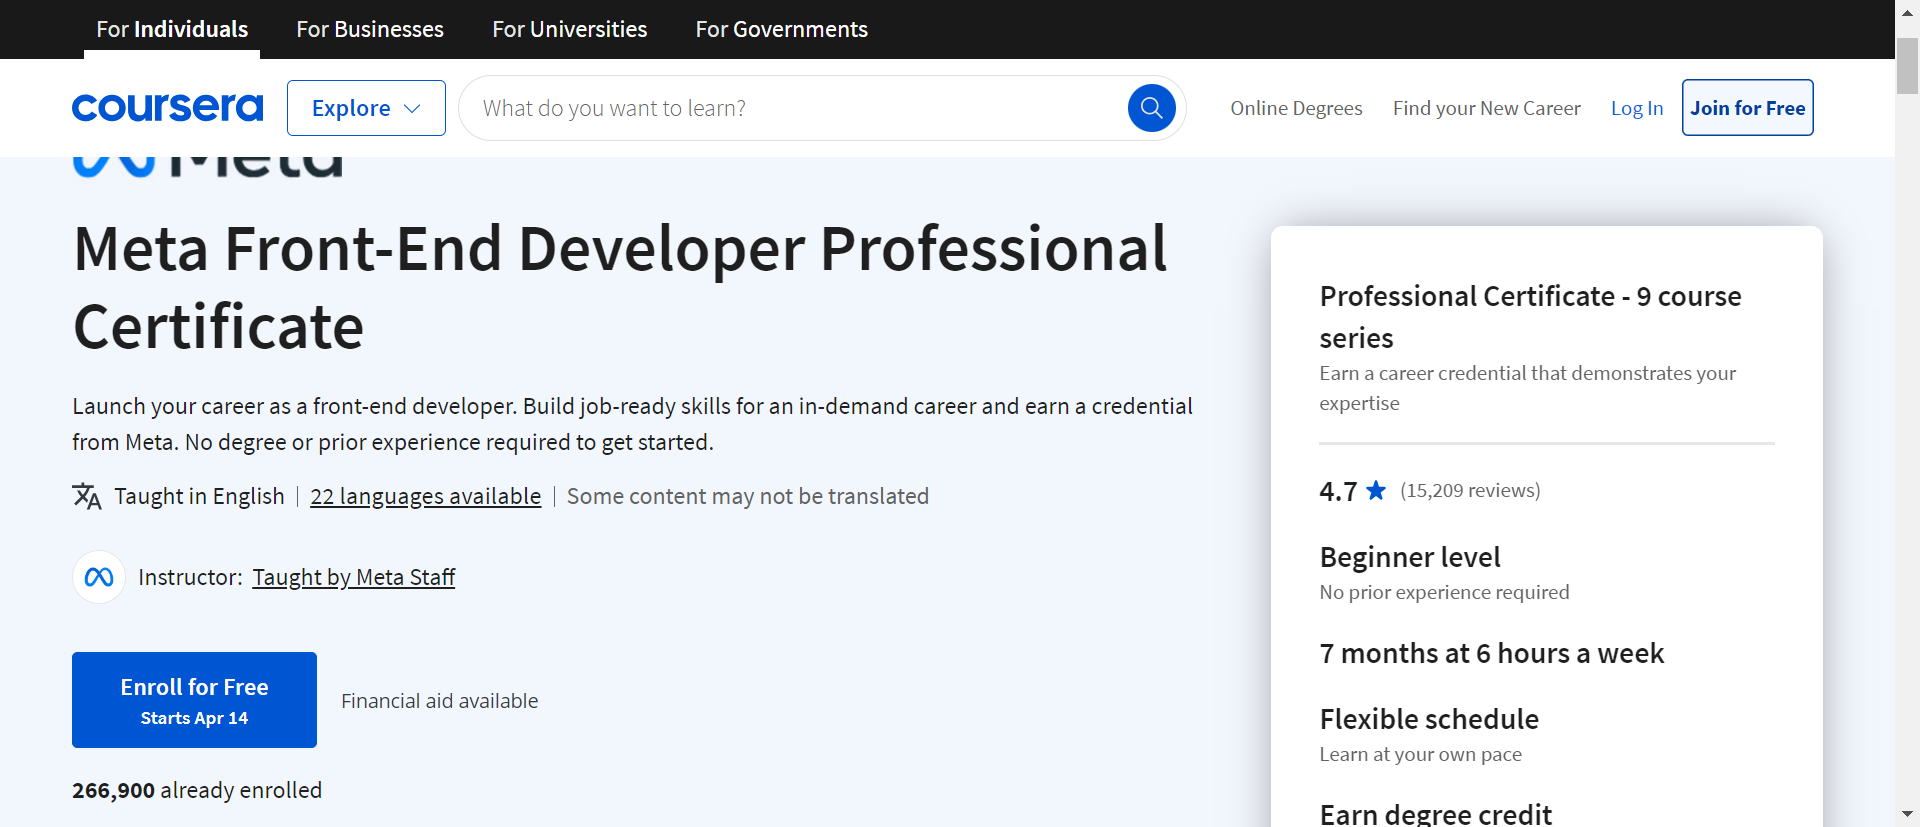 For Individuals
For Businesses
For Universities
For Governments
coursera
Explore
What do you want to learn?
Online Degrees
Find your New Career
Log In
Join for Free
Meta
Meta Front-End Developer Professional
Certificate
Launch your career as a front-end developer. Build job-ready skills for an in-demand career and earn a credential
from Meta. No degree or prior experience required to get started.
Taught in English
22 languages available
Some content may not be translated
Instructor: Taught by Meta Staff
Enroll for Free
Starts Apr 14
Financial aid available
266,900 already enrolled
Professional Certificate - 9 course
series
Earn a career credential that demonstrates your
expertise
4.7
(15,209 reviews)
Beginner level
No prior experience required
7 months at 6 hours a week
Flexible schedule
Learn at your own pace
Earn degree credit